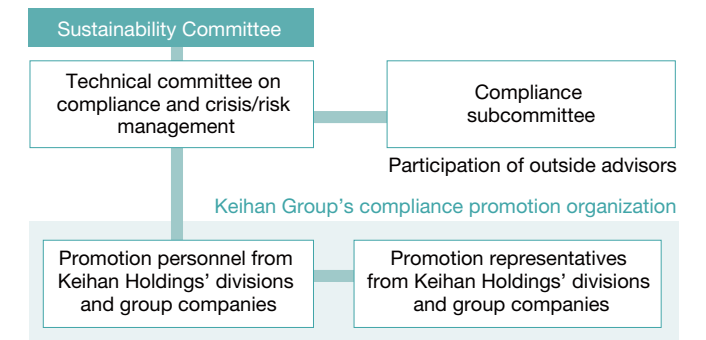 Sustainability Committee
Technical committee on
compliance and crisis/risk
management
Compliance
subcommittee
Participation of outside advisors
Keihan Group's compliance promotion organization
Promotion personnel from
Keihan Holdings' divisions
and group companies
Promotion representatives
from Keihan Holdings' divisions
and group companies